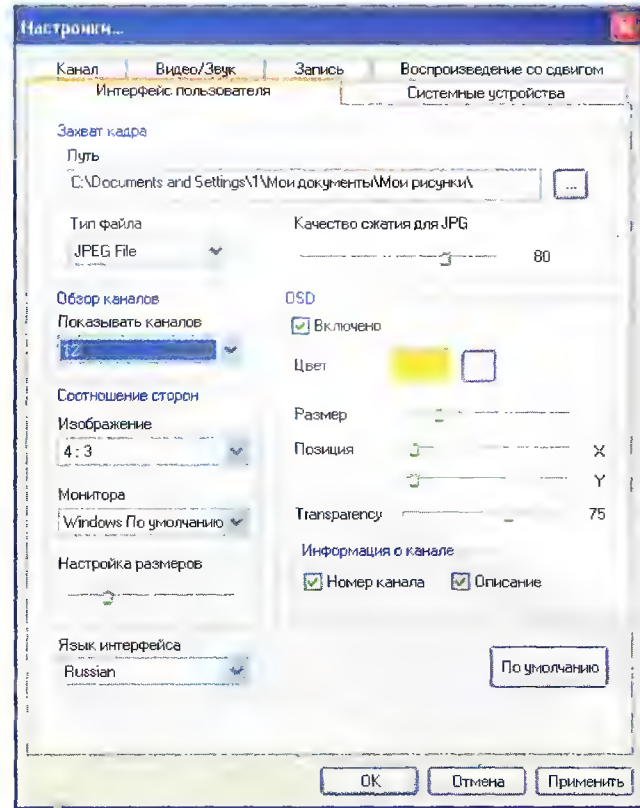 Настройки...
Канал Видео/Звук Запись Воспроизведение со сдвигом
Интерфейс пользователя Системные устройства
Захват кадра
Путь
C:\Documents and Settings\1\Мои документы\Мои рисунки\ ...
Тип файла Качество сжатия для JPG
JPEG File 80
Обзор каналов OSD
Показывать каналов Включено
12
Цвет
Соотношение сторон
Изображение Размер
4 : 3 Позиция X
Y
Монитора
Windows По умолчанию Transparency 75
Информация о канале
Настройка размеров
Номер канала Описание
Язык интерфейса
Russian По умолчанию
OK Отмена Применить